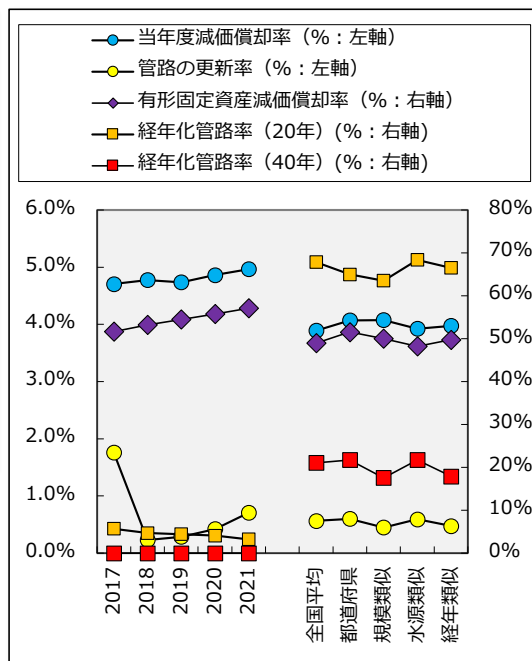 当年度減価償却率（%：左軸）
管路の更新率（%：左軸）
有形固定資産減価償却率（%：右軸）
経年化管路率（20年）(%：右軸)
経年化管路率（40年）(%：右軸)
6.0%
5.0%
4.0%
3.0%
2.0%
1.0%
0.0%
80%
70%
60%
50%
40%
30%
20%
10%
0%
2017
2018
2019
2020
2021
全国平均
都道府県
規模類似
水源類似
経年類似